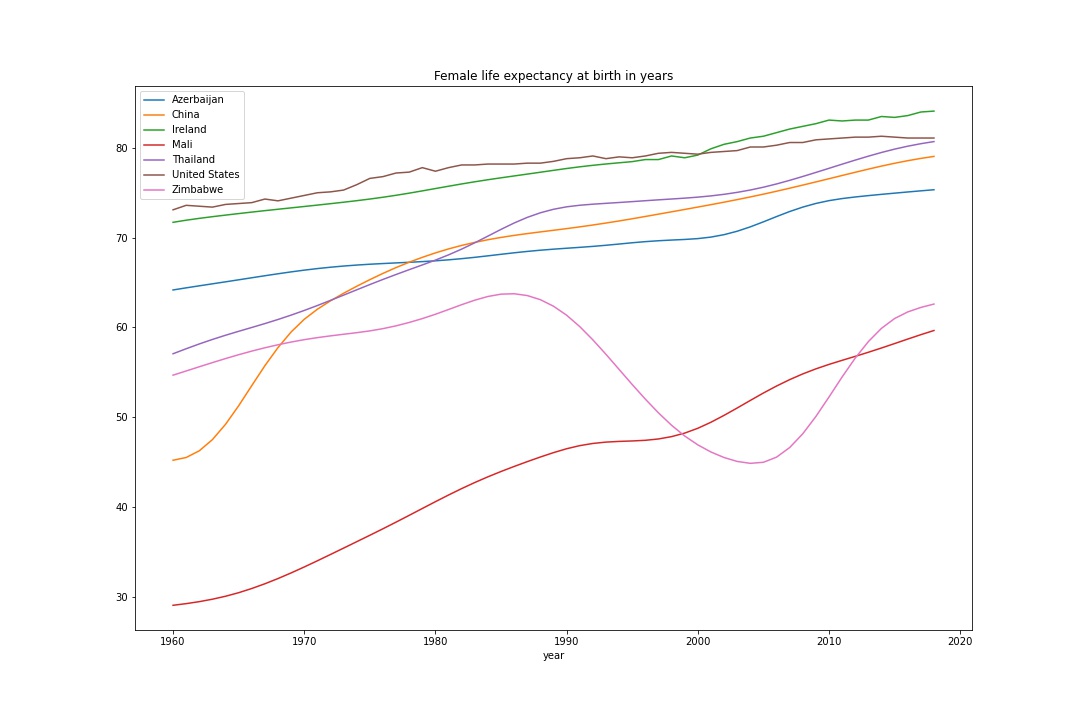 Female life expectancy at birth in years
Azerbaijan
China
Ireland
Mali
Thailand
United States
Zimbabwe
80
70
60
50
40
30
1960 1970 1980 1990 2000 2010 2020
year